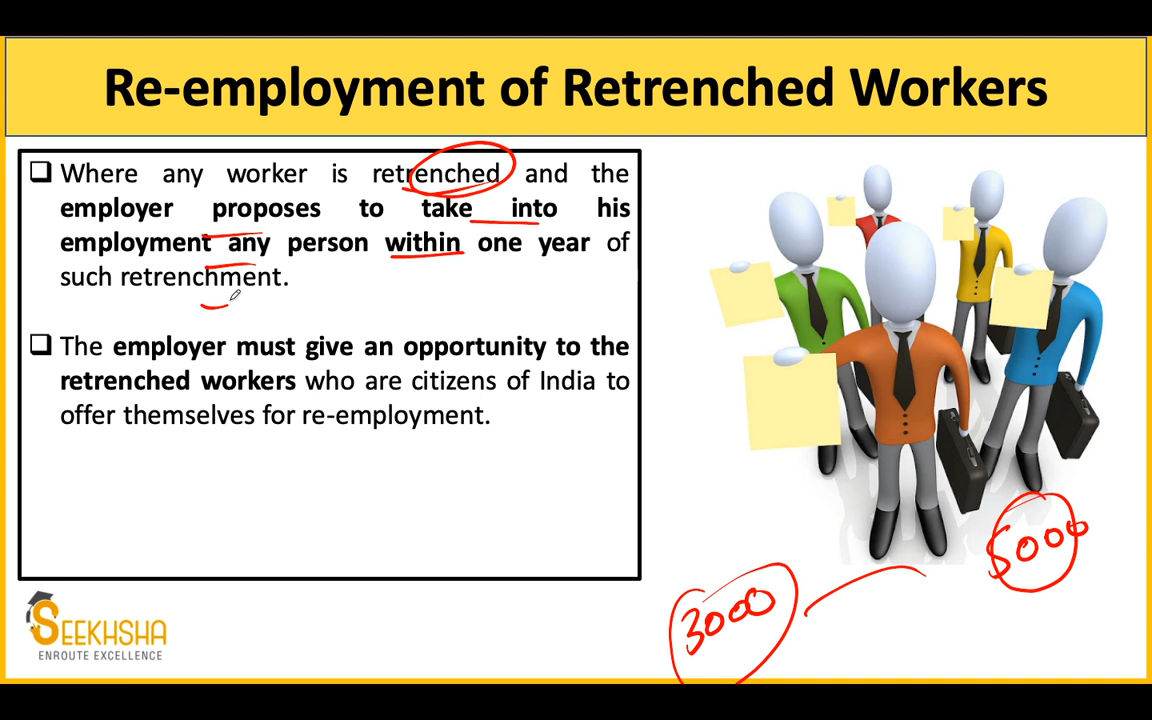 Re-employment of Retrenched Workers
Where any worker is retrenched and the
employer proposes to take into his
employment any person within one year of
such retrenchment.
The employer must give an opportunity to the
retrenched workers who are citizens of India to
offer themselves for re-employment.
5000
3000
SEEKHSHA
ENROUTE EXCELLENCE